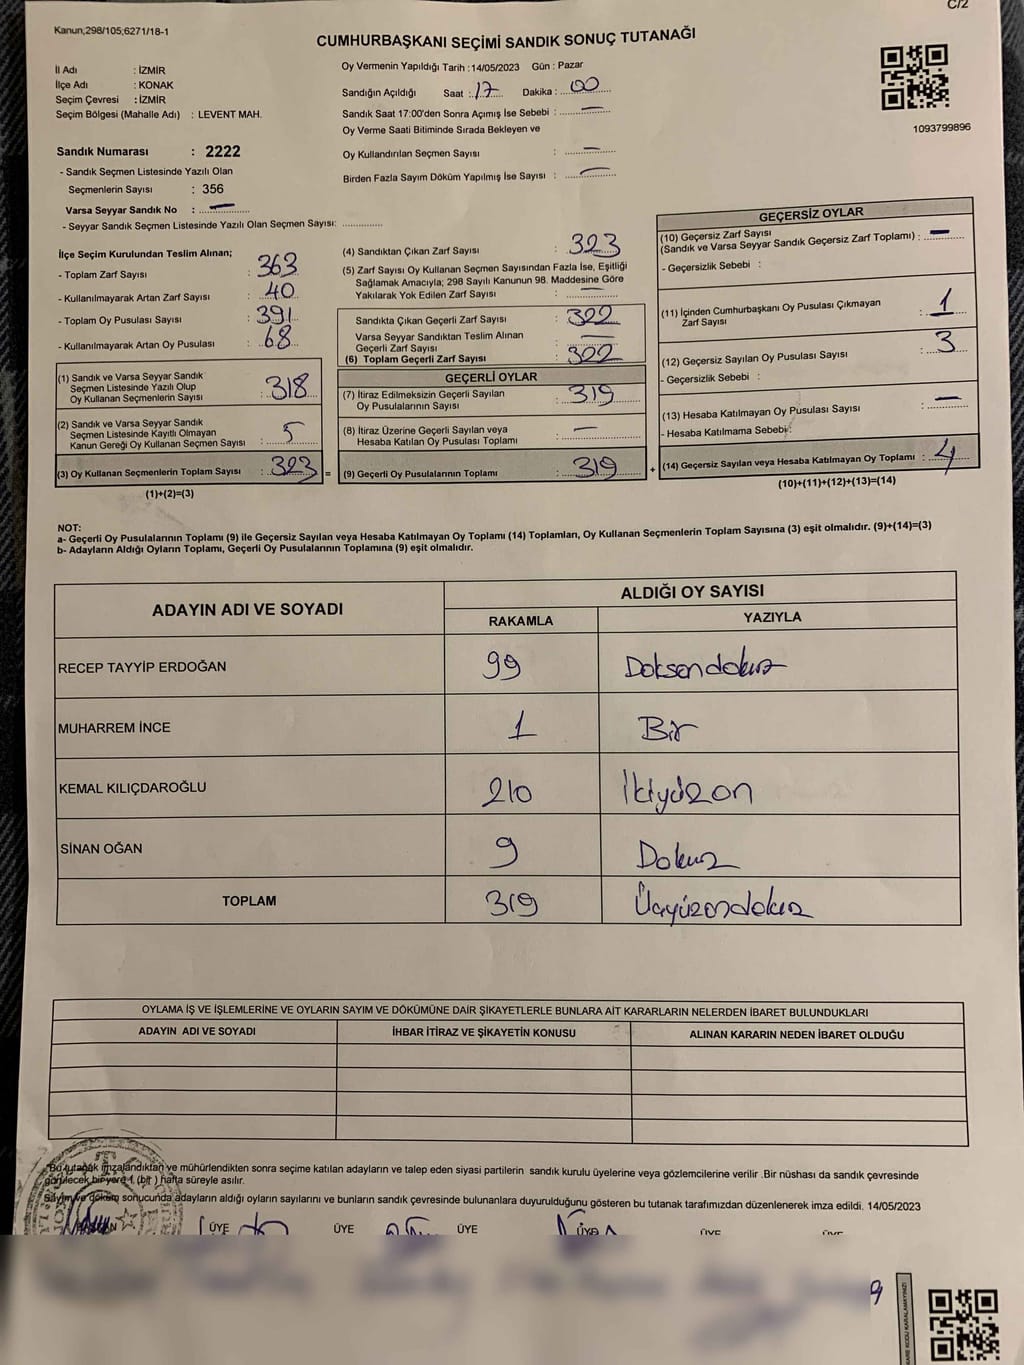 C/2
Kanun;298/105;6271/18-1
CUMHURBAŞKANI SEÇİMİ SANDIK SONUÇ TUTANAĞI
İl Adı : İZMİR
İlçe Adı : KONAK
Seçim Çevresi : İZMİR
Seçim Bölgesi (Mahalle Adı) : LEVENT MAH.
Sandık Numarası : 2222
- Sandık Seçmen Listesinde Yazılı Olan
Seçmenlerin Sayısı : 356
Varsa Seyyar Sandık No : —
- Seyyar Sandık Seçmen Listesinde Yazılı Olan Seçmen Sayısı: ............
Oy Vermenin Yapıldığı Tarih :14/05/2023 Gün : Pazar
Sandığın Açıldığı Saat : 17 Dakika : 00
Sandık Saat 17:00'den Sonra Açımış İse Sebebi : —
Oy Verme Saati Bitiminde Sırada Bekleyen ve
Oy Kullandırılan Seçmen Sayısı : —
Birden Fazla Sayım Döküm Yapılmış İse Sayısı : —
1093799896
İlçe Seçim Kurulundan Teslim Alınan;
- Toplam Zarf Sayısı : 363
- Kullanılmayarak Artan Zarf Sayısı : 40
- Toplam Oy Pusulası Sayısı : 391
- Kullanılmayarak Artan Oy Pusulası : 68
(1) Sandık ve Varsa Seyyar Sandık
Seçmen Listesinde Yazılı Olup
Oy Kullanan Seçmenlerin Sayısı : 318
(2) Sandık ve Varsa Seyyar Sandık
Seçmen Listesinde Kayıtlı Olmayan
Kanun Gereği Oy Kullanan Seçmen Sayısı : 5
(3) Oy Kullanan Seçmenlerin Toplam Sayısı : 323 =
(1)+(2)=(3)
(4) Sandıktan Çıkan Zarf Sayısı : 323
(5) Zarf Sayısı Oy Kullanan Seçmen Sayısından Fazla İse, Eşitliği
Sağlamak Amacıyla; 298 Sayılı Kanunun 98. Maddesine Göre
Yakılarak Yok Edilen Zarf Sayısı : —
Sandıkta Çıkan Geçerli Zarf Sayısı : 322
Varsa Seyyar Sandıktan Teslim Alınan
Geçerli Zarf Sayısı : —
(6) Toplam Geçerli Zarf Sayısı : 322
GEÇERLİ OYLAR
(7) İtiraz Edilmeksizin Geçerli Sayılan
Oy Pusulalarının Sayısı : 319
(8) İtiraz Üzerine Geçerli Sayılan veya
Hesaba Katılan Oy Pusulası Toplamı : —
(9) Geçerli Oy Pusulalarının Toplamı : 319 +
GEÇERSİZ OYLAR
(10) Geçersiz Zarf Sayısı
(Sandık ve Varsa Seyyar Sandık Geçersiz Zarf Toplamı) : —
- Geçersizlik Sebebi :
(11) İçinden Cumhurbaşkanı Oy Pusulası Çıkmayan
Zarf Sayısı : 1
(12) Geçersiz Sayılan Oy Pusulası Sayısı : 3
- Geçersizlik Sebebi :
(13) Hesaba Katılmayan Oy Pusulası Sayısı : —
- Hesaba Katılmama Sebebi :
(14) Geçersiz Sayılan veya Hesaba Katılmayan Oy Toplamı : 4
(10)+(11)+(12)+(13)=(14)
NOT:
a- Geçerli Oy Pusulalarının Toplamı (9) ile Geçersiz Sayılan veya Hesaba Katılmayan Oy Toplamı (14) Toplamları, Oy Kullanan Seçmenlerin Toplam Sayısına (3) eşit olmalıdır. (9)+(14)=(3)
b- Adayların Aldığı Oyların Toplamı, Geçerli Oy Pusulalarının Toplamına (9) eşit olmalıdır.
ADAYIN ADI VE SOYADI
ALDIĞI OY SAYISI
RAKAMLA YAZIYLA
RECEP TAYYİP ERDOĞAN 99 Doksandokuz
MUHARREM İNCE 1 Bir
KEMAL KILIÇDAROĞLU 210 İkiyüzon
SİNAN OĞAN 9 Dokuz
TOPLAM 319 Üçyüzondokuz
OYLAMA İŞ VE İŞLEMLERİNE VE OYLARIN SAYIM VE DÖKÜMÜNE DAİR ŞİKAYETLERLE BUNLARA AİT KARARLARIN NELERDEN İBARET BULUNDUKLARI
ADAYIN ADI VE SOYADI İHBAR İTİRAZ VE ŞİKAYETİN KONUSU ALINAN KARARIN NEDEN İBARET OLDUĞU
Bu tutanak imzalandıktan ve mühürlendikten sonra seçime katılan adayların ve talep eden siyasi partilerin sandık kurulu üyelerine veya gözlemcilerine verilir .Bir nüshası da sandık çevresinde
görülecek bir yere 1 (bir) hafta süreyle asılır.
Sayım ve döküm sonucunda adayların aldığı oyların sayılarını ve bunların sandık çevresinde bulunanlara duyurulduğunu gösteren bu tutanak tarafımızdan düzenlenerek imza edildi. 14/05/2023
BAŞKAN ÜYE ÜYE ÜYE ÜYE ÜYE ÜYE